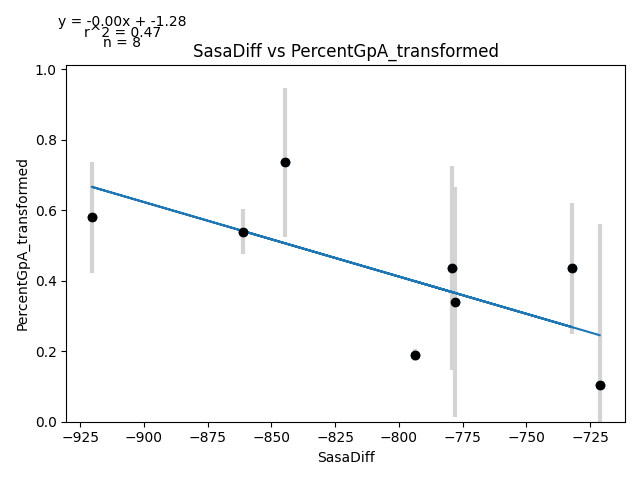 y = -0.00x + -1.28
r^2 = 0.47
n = 8
SasaDiff vs PercentGpA_transformed
1.0
0.8
0.6
0.4
0.2
0.0
PercentGpA_transformed
−925
−900
−875
−850
−825
−800
−775
−750
−725
SasaDiff